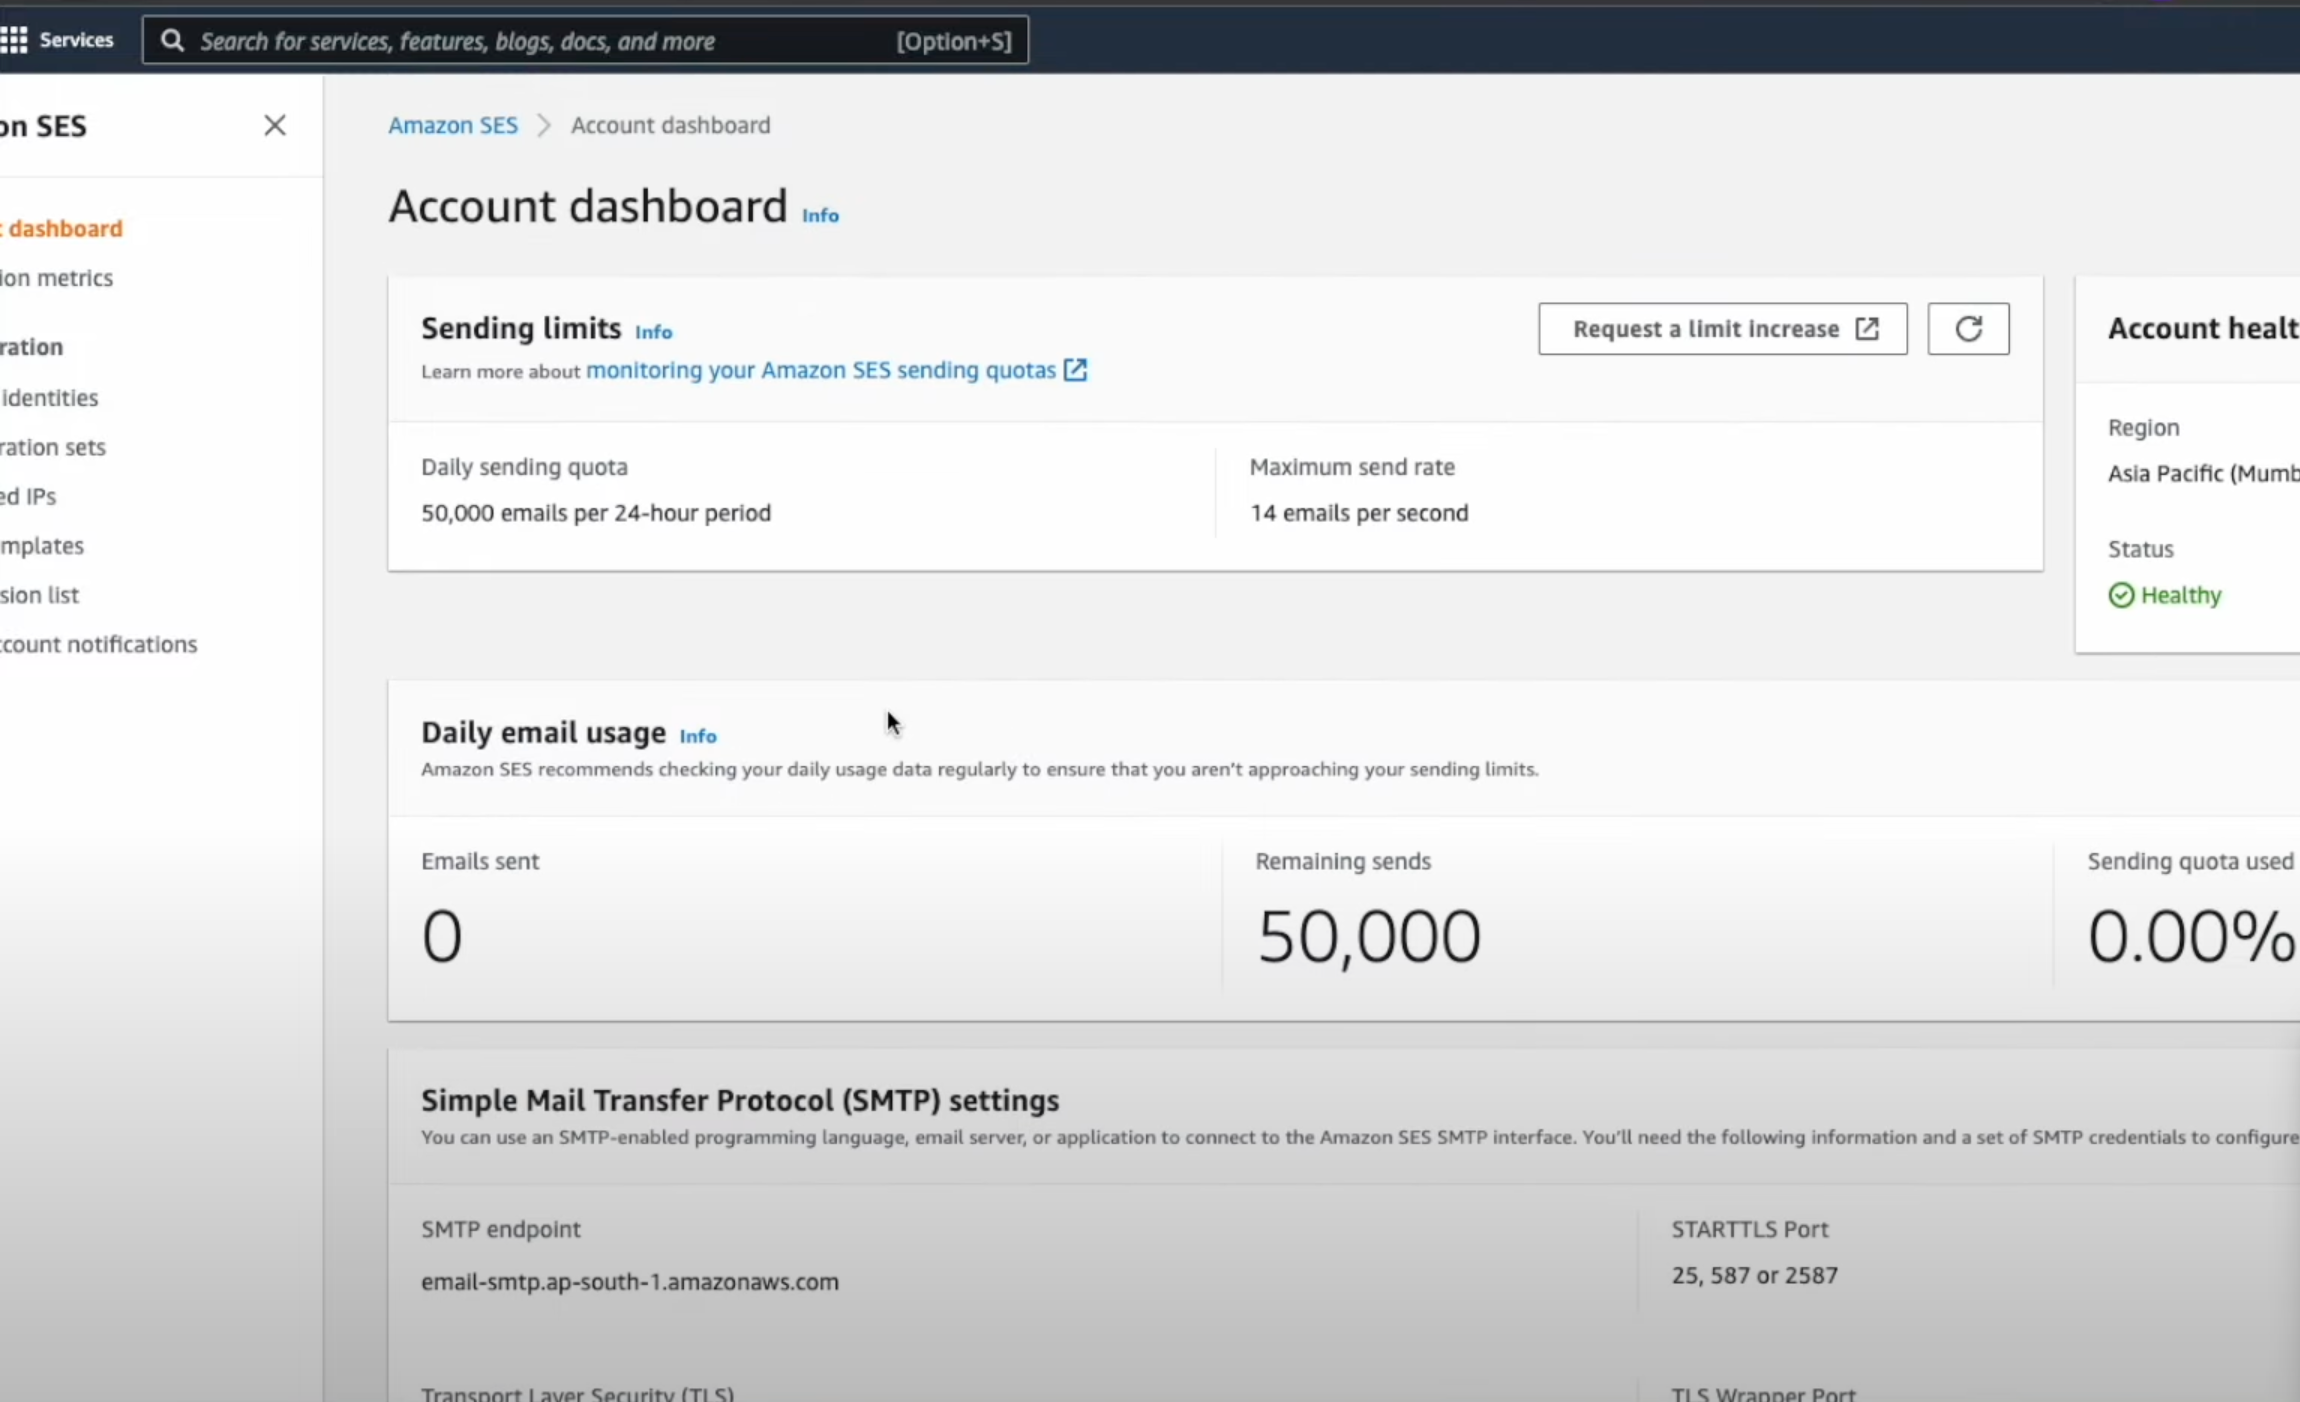 Services
Search for services, features, blogs, docs, and more
[Option+S]
on SES
dashboard
ion metrics
ration
identities
ration sets
ed IPs
mplates
sion list
ccount notifications
Amazon SES
Account dashboard
Account dashboard Info
Sending limits Info
Learn more about monitoring your Amazon SES sending quotas
Request a limit increase
Daily sending quota
50,000 emails per 24-hour period
Maximum send rate
14 emails per second
Account healt
Region
Asia Pacific (Mumb
Status
Healthy
Daily email usage Info
Amazon SES recommends checking your daily usage data regularly to ensure that you aren't approaching your sending limits.
Emails sent
0
Remaining sends
50,000
Sending quota used
0.00%
Simple Mail Transfer Protocol (SMTP) settings
You can use an SMTP-enabled programming language, email server, or application to connect to the Amazon SES SMTP interface. You'll need the following information and a set of SMTP credentials to configure
SMTP endpoint
email-smtp.ap-south-1.amazonaws.com
STARTTLS Port
25, 587 or 2587
Transport Layer Security (TLS)
TLS Wrapper Port